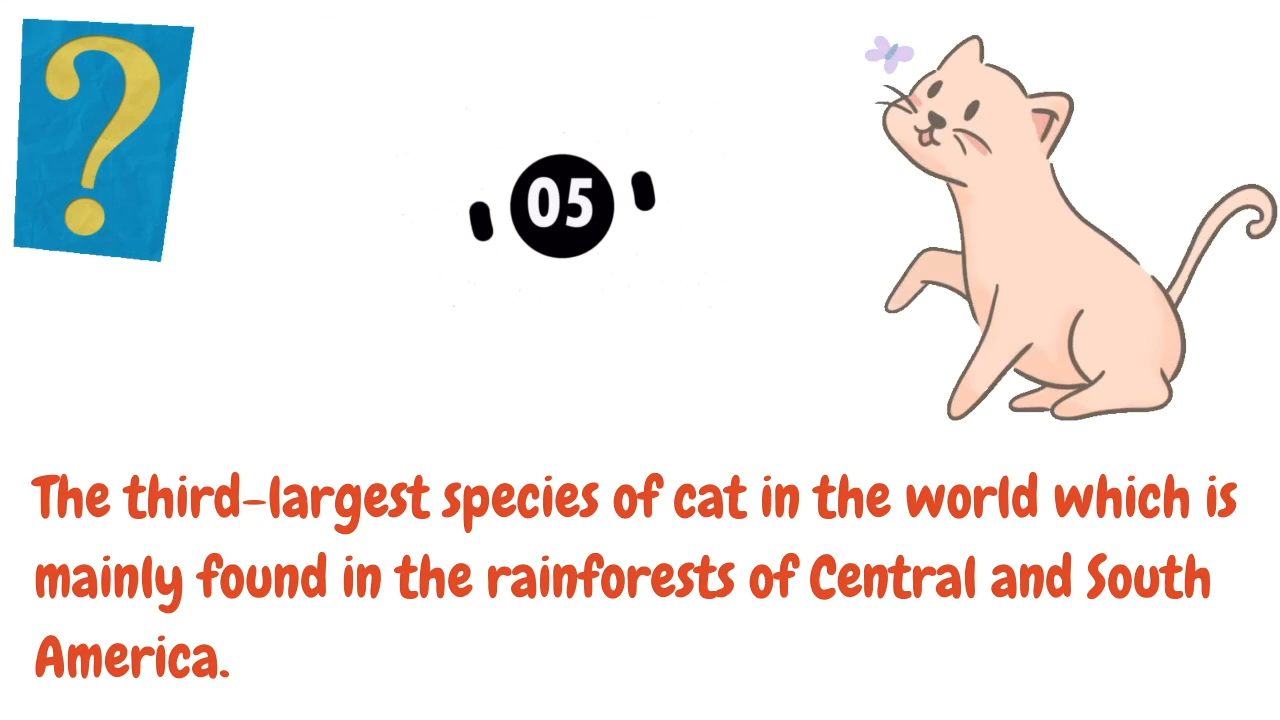 ?
05
The third-largest species of cat in the world which is
mainly found in the rainforests of Central and South
America.